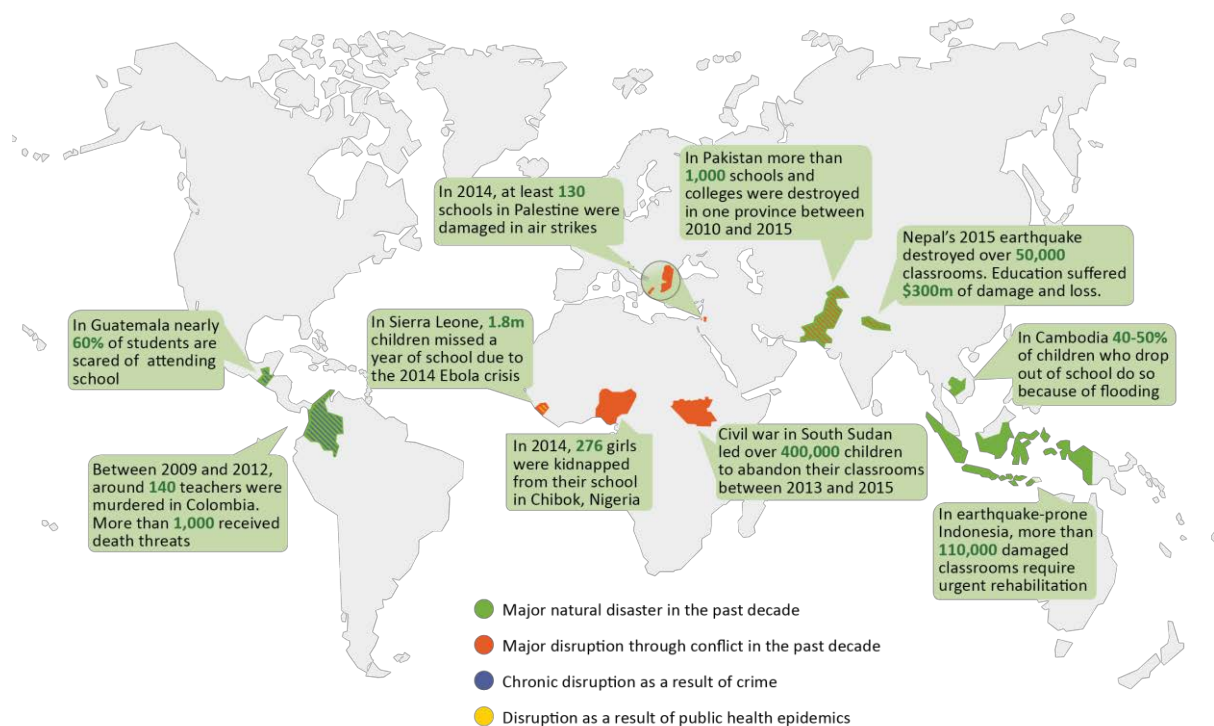 In Pakistan more than
1,000 schools and
colleges were destroyed
in one province between
2010 and 2015
In 2014, at least 130
schools in Palestine were
damaged in air strikes
Nepal's 2015 earthquake
destroyed over 50,000
classrooms. Education suffered
$300m of damage and loss.
In Guatemala nearly
60% of students are
scared of attending
school
In Sierra Leone, 1.8m
children missed a
year of school due to
the 2014 Ebola crisis
In Cambodia 40-50%
of children who drop
out of school do so
because of flooding
Between 2009 and 2012,
around 140 teachers were
murdered in Colombia.
More than 1,000 received
death threats
In 2014, 276 girls
were kidnapped
from their school
in Chibok, Nigeria
Civil war in South Sudan
led over 400,000 children
to abandon their classrooms
between 2013 and 2015
In earthquake-prone
Indonesia, more than
110,000 damaged
classrooms require
urgent rehabilitation
Major natural disaster in the past decade
Major disruption through conflict in the past decade
Chronic disruption as a result of crime
Disruption as a result of public health epidemics